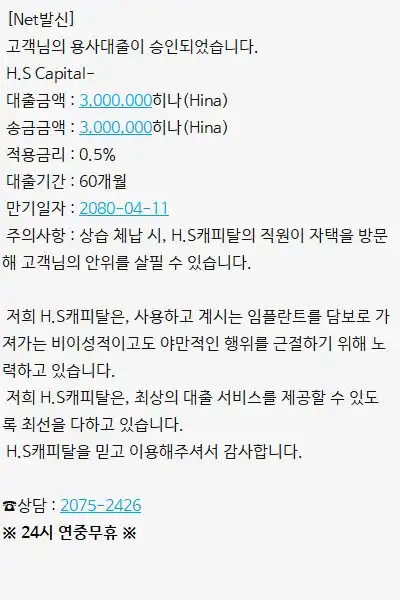 [Net발신]
고객님의 용사대출이 승인되었습니다.
H.S Capital-
대출금액 : 3,000,000히나(Hina)
송금금액 : 3,000,000히나(Hina)
적용금리 : 0.5%
대출기간 : 60개월
만기일자 : 2080-04-11
주의사항 : 상습 체납 시, H.S캐피탈의 직원이 자택을 방문
해 고객님의 안위를 살필 수 있습니다.
저희 H.S캐피탈은, 사용하고 계시는 임플란트를 담보로 가
져가는 비이성적이고도 야만적인 행위를 근절하기 위해 노
력하고 있습니다.
저희 H.S캐피탈은, 최상의 대출 서비스를 제공할 수 있도
록 최선을 다하고 있습니다.
H.S캐피탈을 믿고 이용해주셔서 감사합니다.
☎상담 : 2075-2426
※ 24시 연중무휴 ※